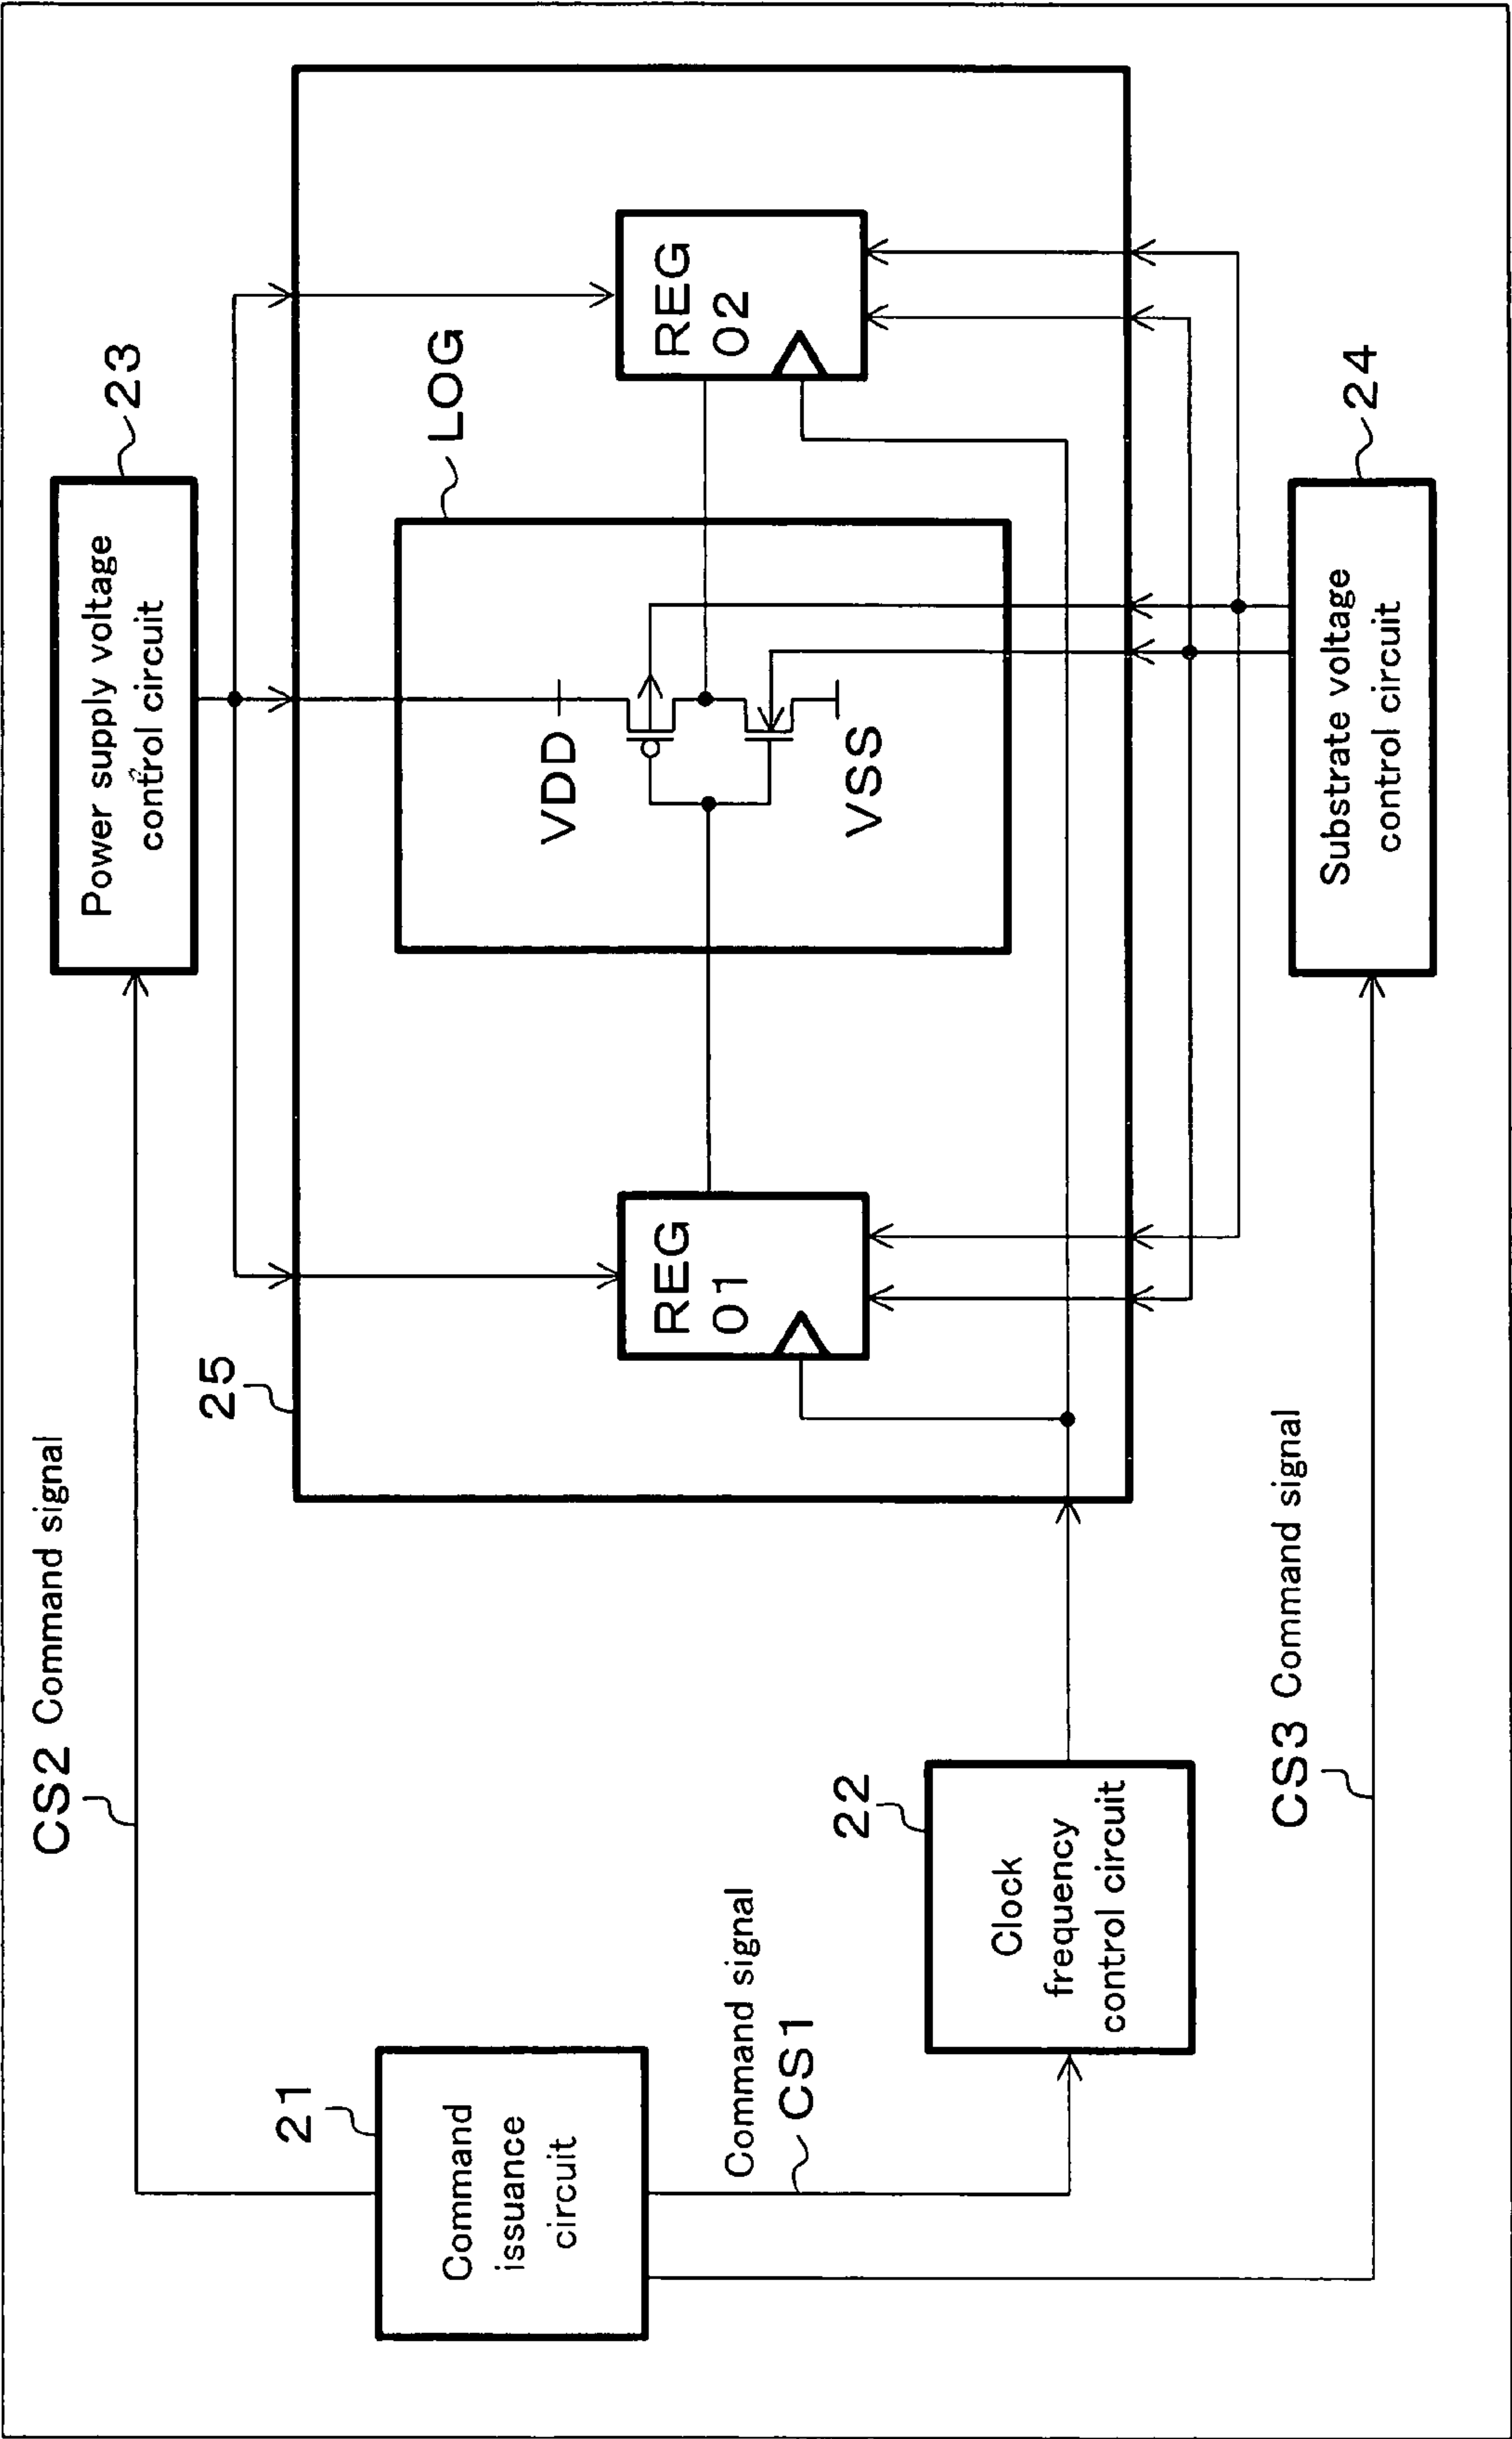 CS2 Command signal
Power supply voltage
control circuit
23
25
LOG
21
Command
issuance
circuit
VDD
VSS
REG
01
REG
02
Command signal
CS1
22
Clock
frequency
control circuit
CS3 Command signal
Substrate voltage
control circuit
24